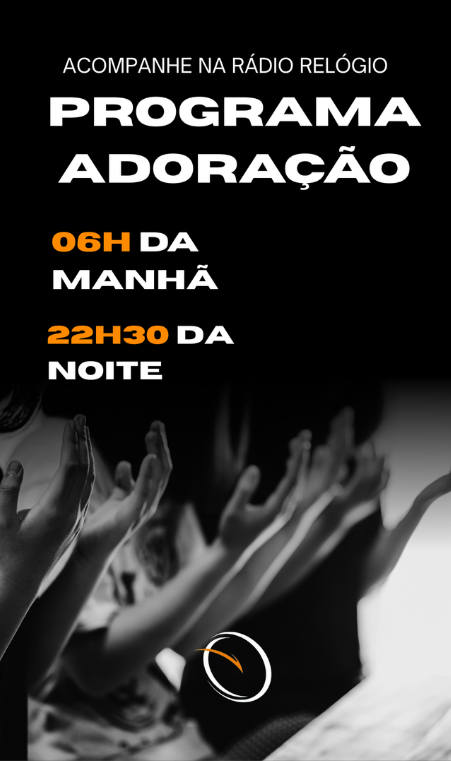 ACOMPANHE NA RÁDIO RELÓGIO
PROGRAMA
ADORAÇÃO
06H DA
MANHÃ
22H30 DA
NOITE